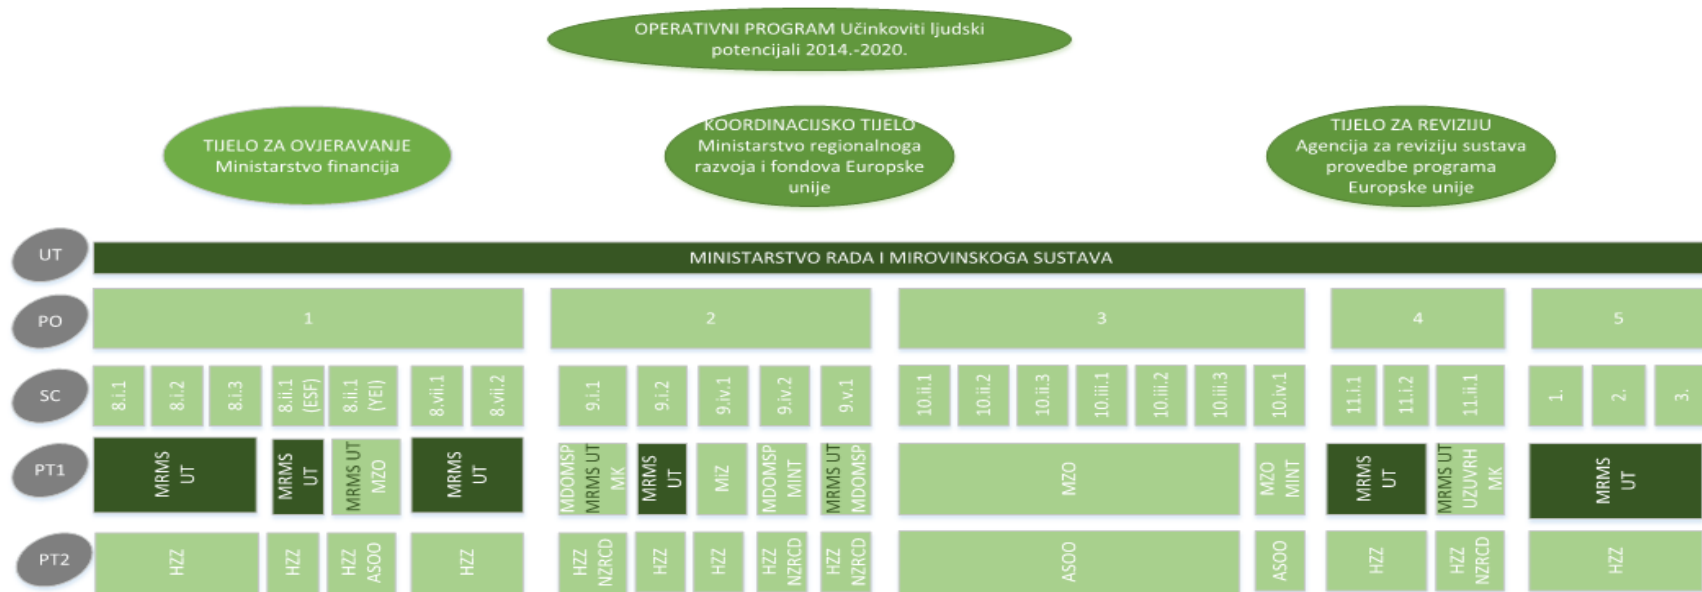 OPERATIVNI PROGRAM Učinkoviti ljudski
potencijali 2014.-2020.
TIJELO ZA OVJERAVANJE
Ministarstvo financija
KOORDINACIJSKO TIJELO
Ministarstvo regionalnoga
razvoja i fondova Europske
unije
TIJELO ZA REVIZIJU
Agencija za reviziju sustava
provedbe programa
Europske unije
UT
MINISTARSTVO RADA I MIROVINSKOGA SUSTAVA
PO
1
2
3
4
5
SC
8.i.1
8.i.2
8.i.3
8.ii.1
(ESF)
8.ii.1
(YEI)
8.vii.1
8.vii.2
9.i.1
9.i.2
9.iv.1
9.iv.2
9.v.1
10.ii.1
10.ii.2
10.ii.3
10.iii.1
10.iii.2
10.iii.3
10.iv.1
11.i.1
11.i.2
11.ii.1
1.
2.
3.
PT1
MRMS
UT
MRMS
UT
MRMS UT
MZO
MRMS
UT
MDOMSP
MRMS UT
MK
MRMS
UT
MIZ
MDOMSP
MINT
MRMS UT
MDOMSP
MZO
MZO
MINT
MRMS
UT
MRMS UT
UZUVRH
MK
MRMS
UT
PT2
HZZ
HZZ
HZZ
ASOO
HZZ
HZZ
NZRCD
HZZ
HZZ
HZZ
NZRCD
HZZ
NZRCD
ASOO
ASOO
HZZ
HZZ
NZRCD
HZZ